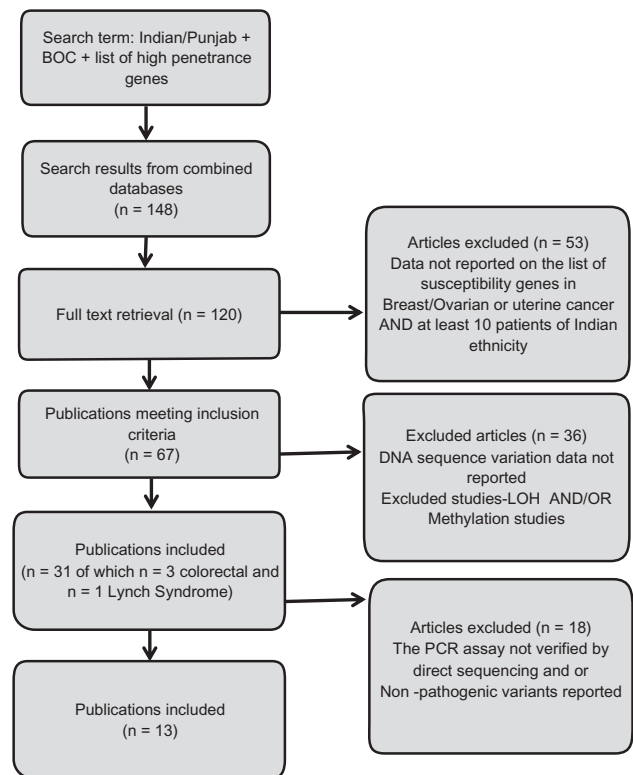 Search term: Indian/Punjab +
BOC + list of high penetrance
genes
Search results from combined
databases
(n = 148)
Full text retrieval (n = 120)
Articles excluded (n = 53)
Data not reported on the list of
susceptibility genes in
Breast/Ovarian or uterine cancer
AND at least 10 patients of Indian
ethnicity
Publications meeting inclusion
criteria
(n = 67)
Excluded articles (n = 36)
DNA sequence variation data not
reported
Excluded studies-LOH AND/OR
Methylation studies
Publications included
(n = 31 of which n = 3 colorectal and
n = 1 Lynch Syndrome)
Articles excluded (n = 18)
The PCR assay not verified by
direct sequencing and or
Non -pathogenic variants reported
Publications included
(n = 13)